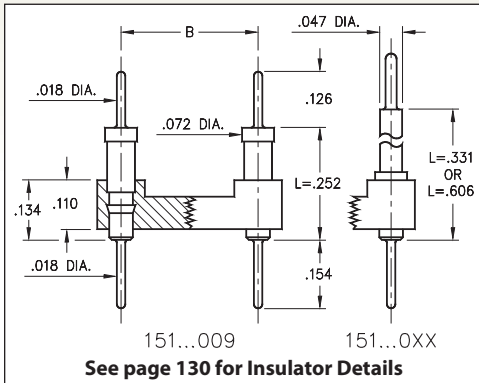 B
.047 DIA.
.018 DIA.
.126
.072 DIA.
L=.331
OR
L=.606
L=.252
.134
.110
.018 DIA.
.154
151...009
151...0XX
See page 130 for Insulator Details